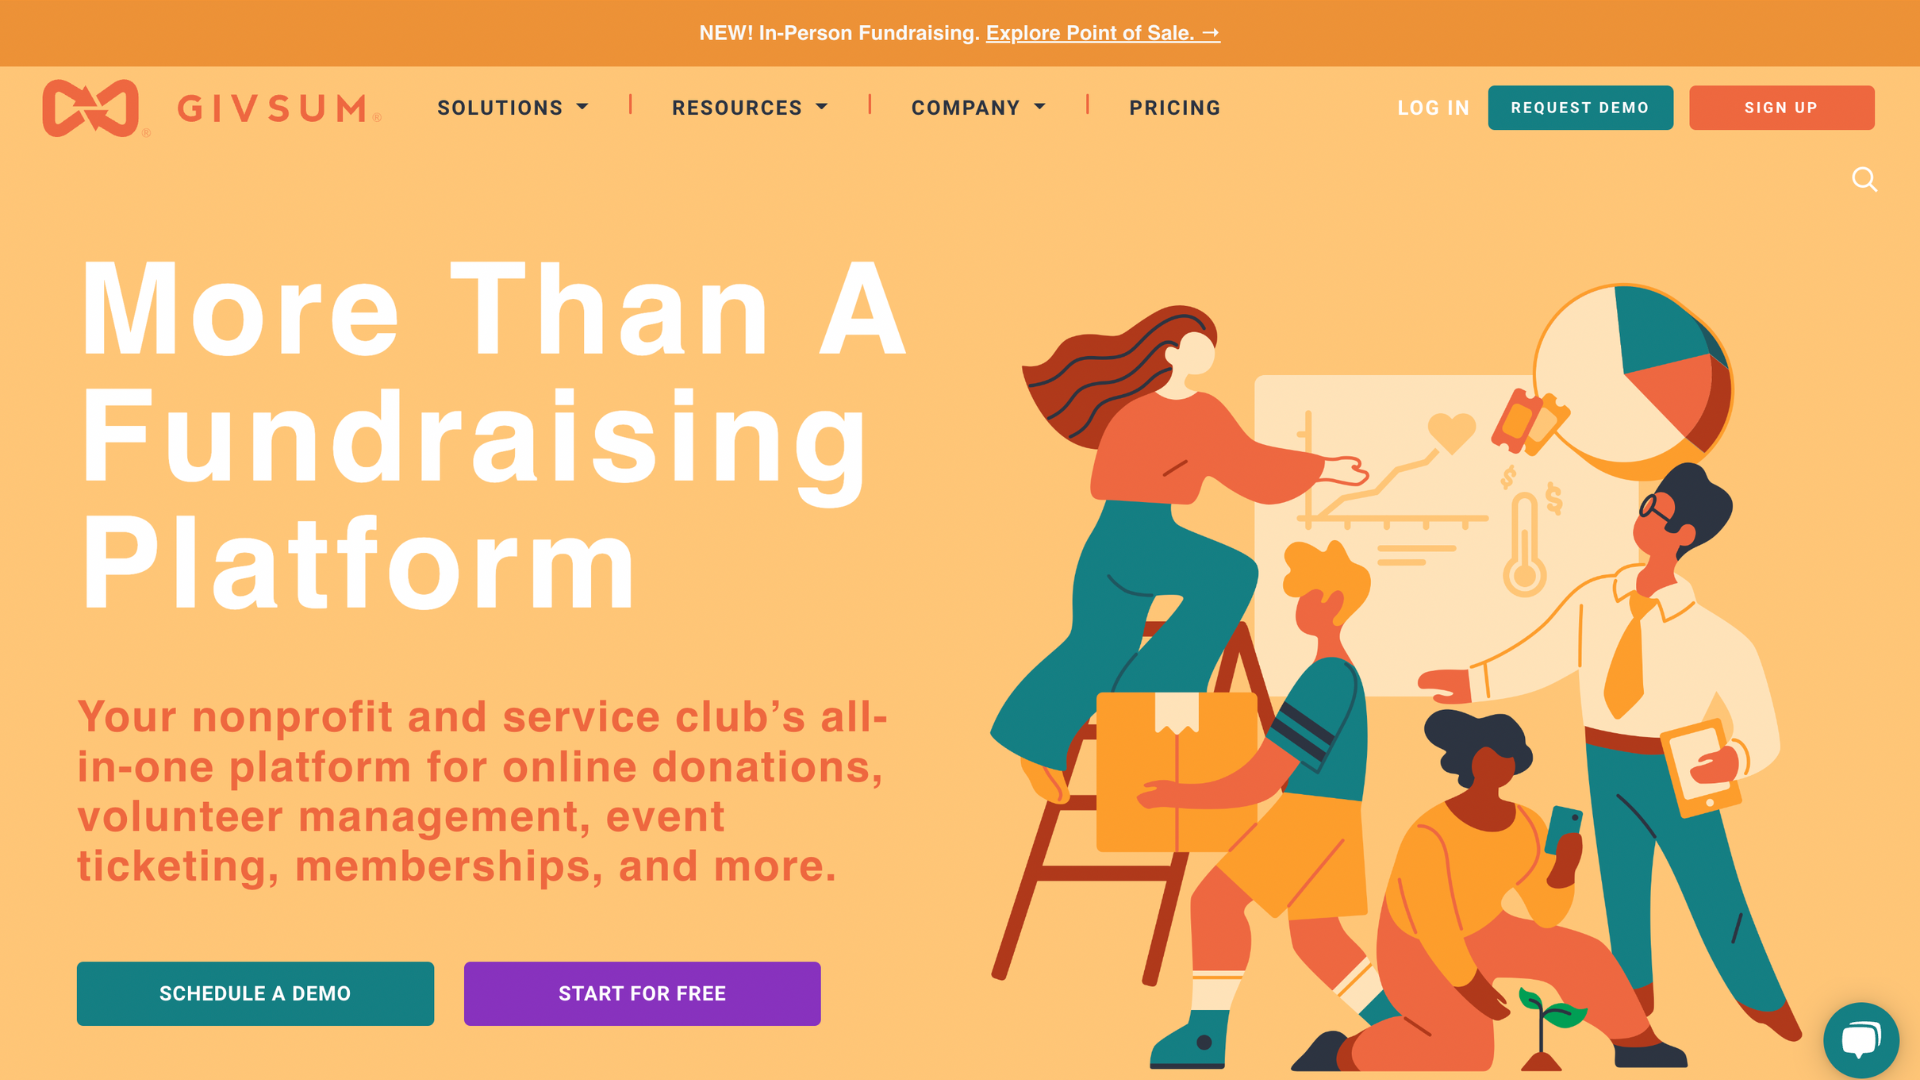 NEW! In-Person Fundraising. Explore Point of Sale. →
GIVSUM®
SOLUTIONS
RESOURCES
COMPANY
PRICING
LOG IN
REQUEST DEMO
SIGN UP
More Than A
Fundraising
Platform
Your nonprofit and service club’s all-
in-one platform for online donations,
volunteer management, event
ticketing, memberships, and more.
SCHEDULE A DEMO
START FOR FREE
$
$